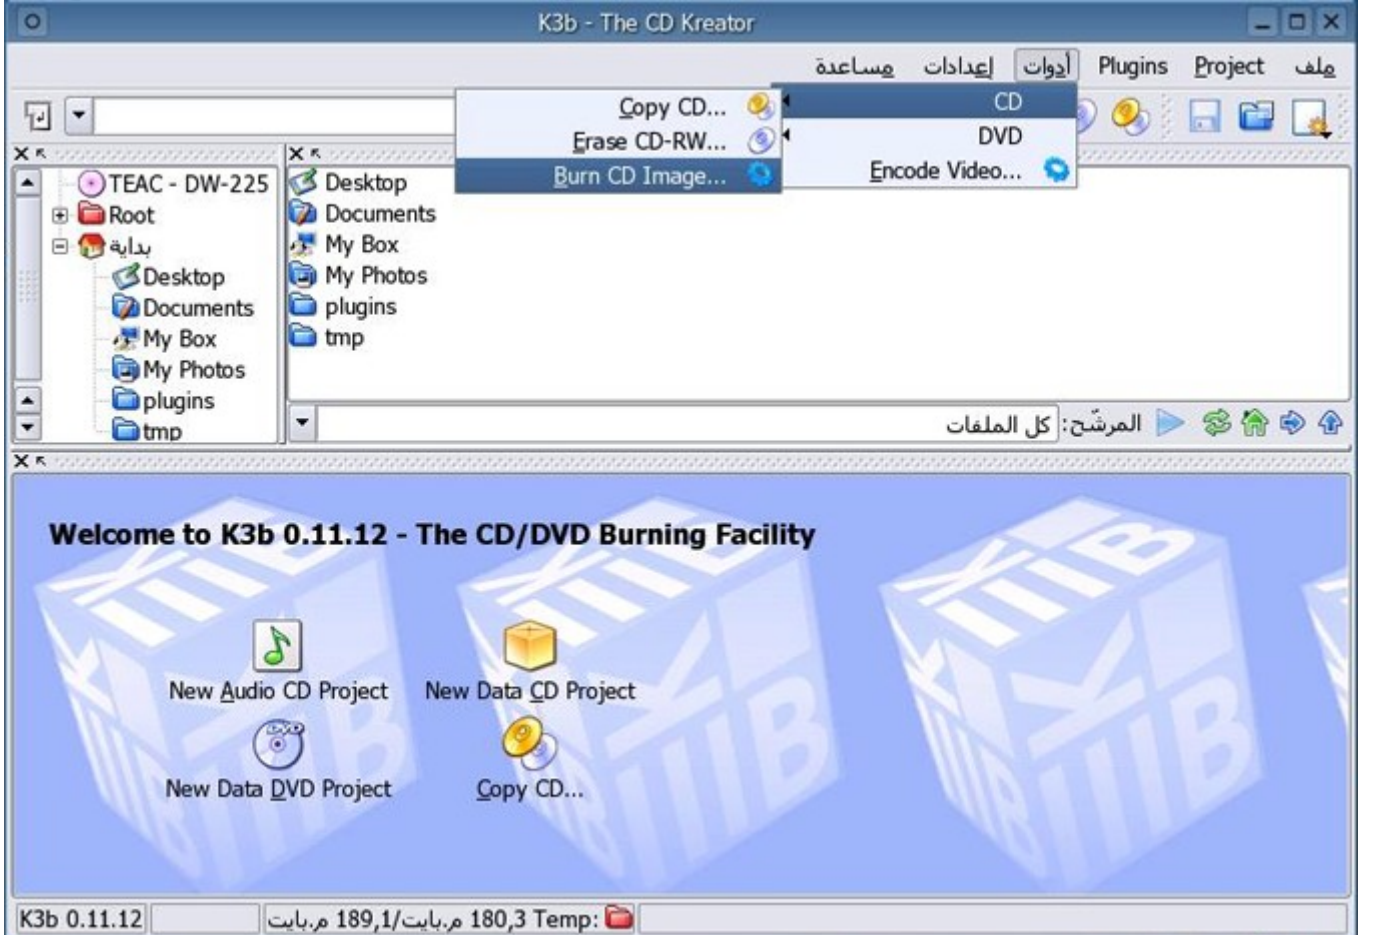 K3b - The CD Kreator
ملف Project Plugins أدوات إعدادات مساعدة
CD
DVD
Encode Video...
Copy CD...
Erase CD-RW...
Burn CD Image...
TEAC - DW-225
Root
بداية
Desktop
Documents
My Box
My Photos
plugins
tmp
Desktop
Documents
My Box
My Photos
plugins
tmp
المرشّح: كل الملفات
Welcome to K3b 0.11.12 - The CD/DVD Burning Facility
New Audio CD Project
New Data CD Project
New Data DVD Project
Copy CD...
Temp: 180,3 م.بايت/189,1 م.بايت
K3b 0.11.12